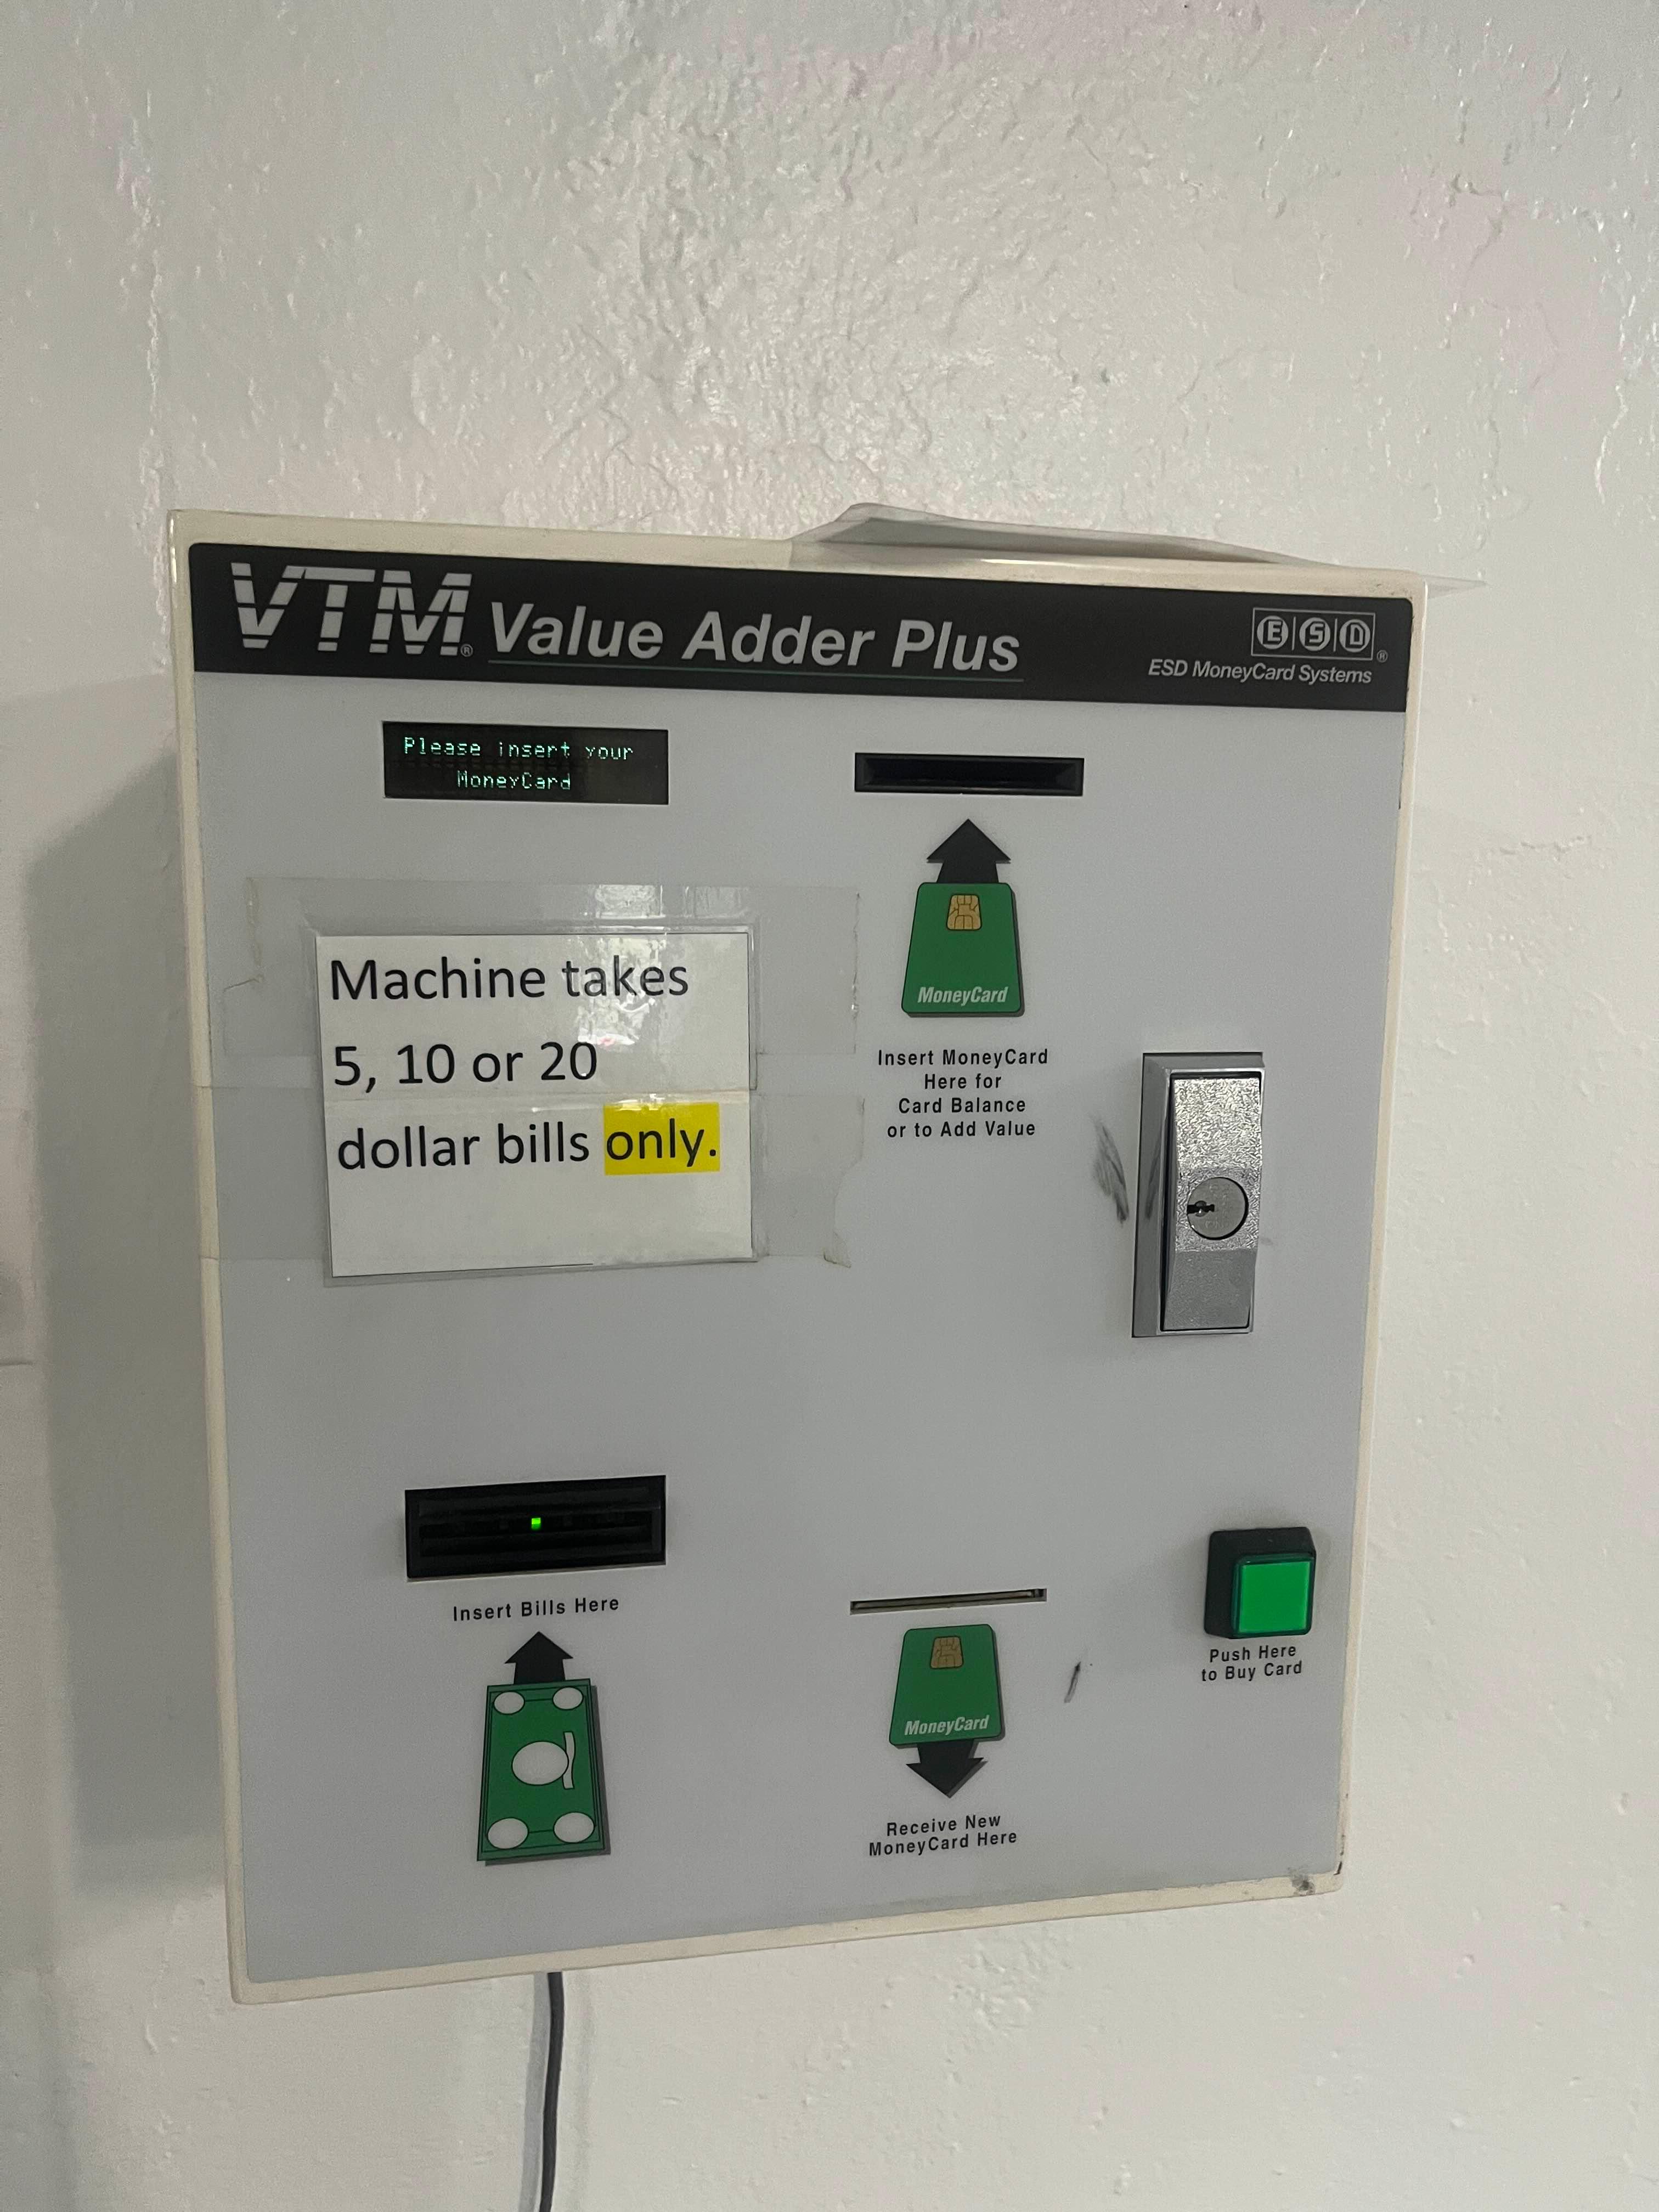 VTM® Value Adder Plus
ESD®
ESD MoneyCard Systems
Please insert your
MoneyCard
Machine takes
5, 10 or 20
dollar bills only.
MoneyCard
Insert MoneyCard
Here for
Card Balance
or to Add Value
Insert Bills Here
Push Here
to Buy Card
MoneyCard
Receive New
MoneyCard Here